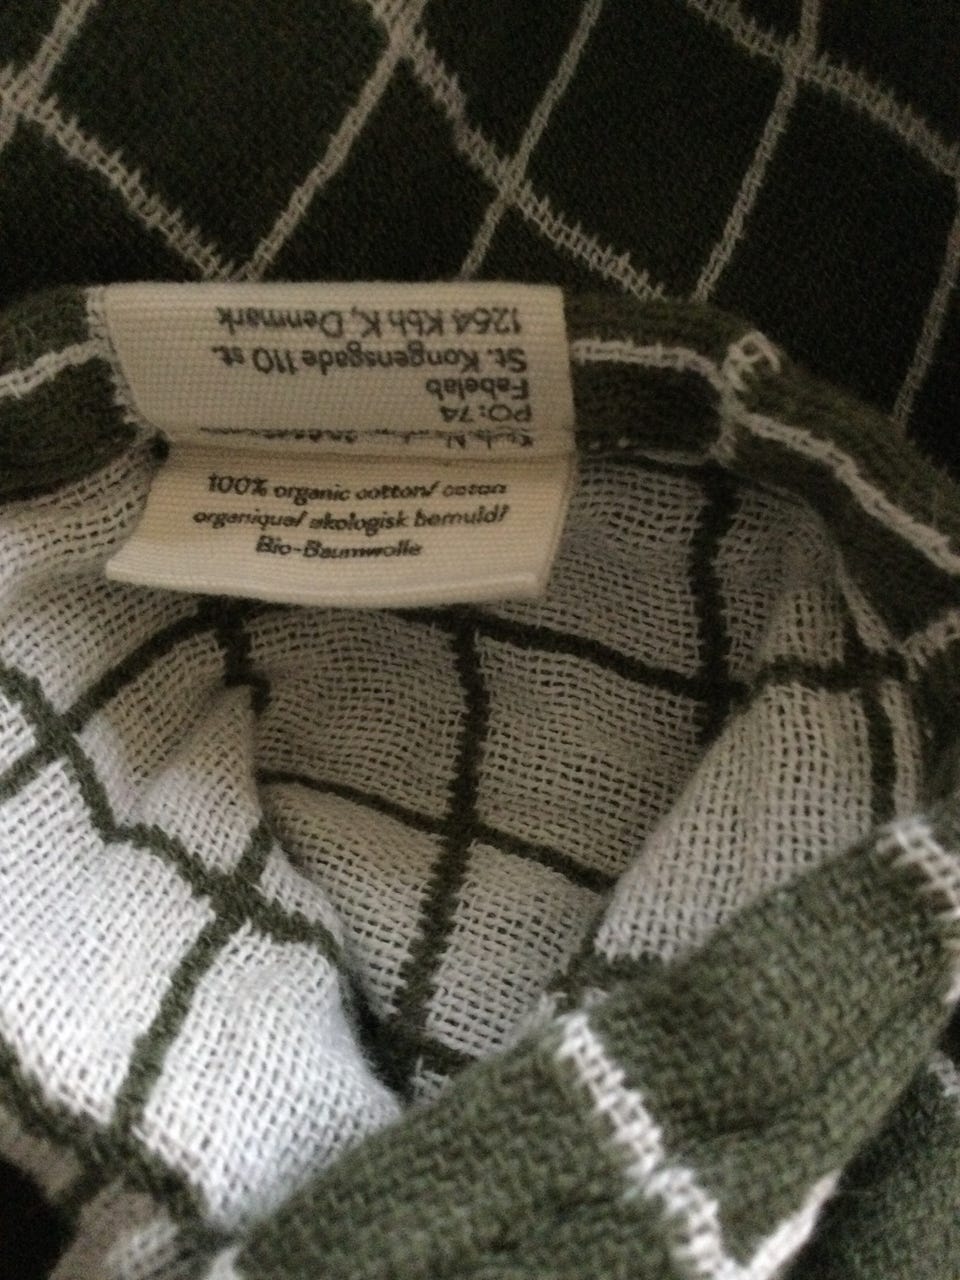 PO: 74
Fabelab
St. Kongensgade 110 st.
1264 Kbh K, Denmark
100% organic cotton/ coton
organique/ økologisk bomuld/
Bio-Baumwolle